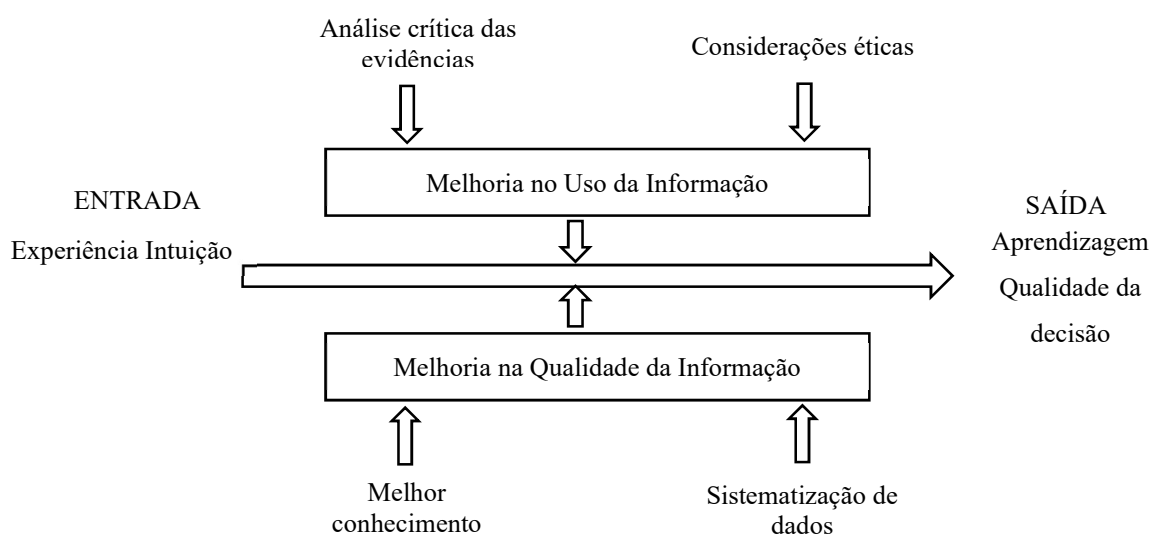 Análise crítica das
evidências
Considerações éticas
Melhoria no Uso da Informação
ENTRADA
Experiência Intuição
SAÍDA
Aprendizagem
Qualidade da
decisão
Melhoria na Qualidade da Informação
Melhor
conhecimento
Sistematização de
dados